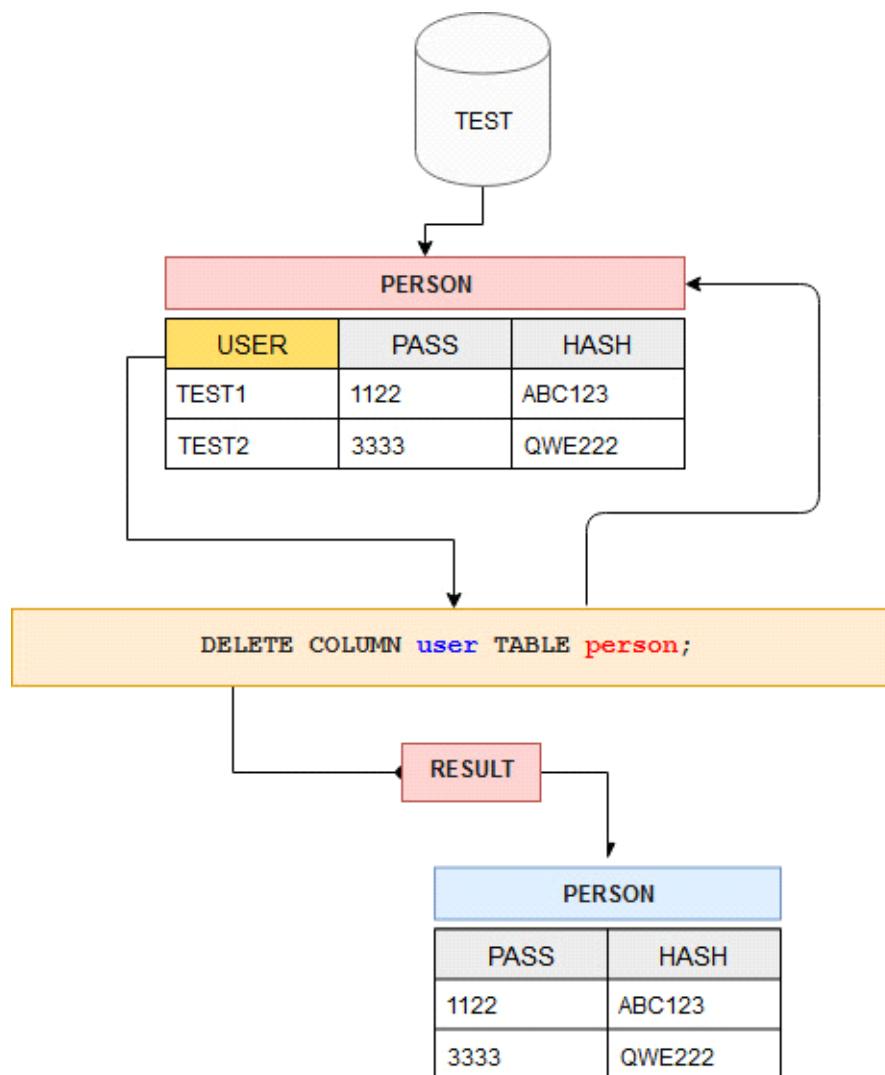 TEST
PERSON
USER PASS HASH
TEST1 1122 ABC123
TEST2 3333 QWE222
DELETE COLUMN user TABLE person;
RESULT
PERSON
PASS HASH
1122 ABC123
3333 QWE222